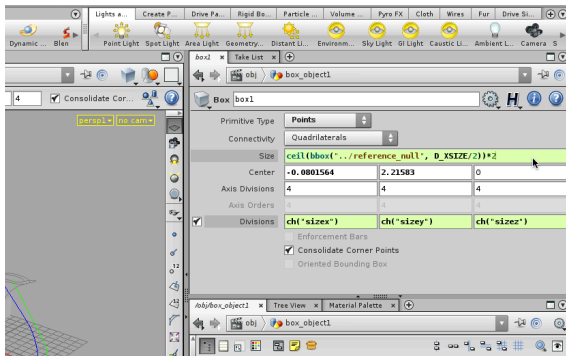 Lights a... Create P... Drive Pa... Rigid Bo... Particle ... Volume ... Pyro FX Cloth Wires Fur Drive Si...
Dynamic ... Blen Point Light Spot Light Area Light Geometry... Distant Li... Environm... Sky Light GI Light Caustic Li... Ambient L... Camera S
box1 × Take List ×
obj box_object1
4 Consolidate Cor... Box box1
persp1 no cam
Primitive Type Points
Connectivity Quadrilaterals
Size ceil(bbox("../reference_null", D_XSIZE/2))*2
Center -0.0801564 2.21583 0
Axis Divisions 4 4 4
Axis Orders 4 4 4
Divisions ch("sizex") ch("sizey") ch("sizez")
Enforcement Bars
Consolidate Corner Points
Oriented Bounding Box
12
/obj/box_object1 × Tree View × Material Palette ×
obj box_object1